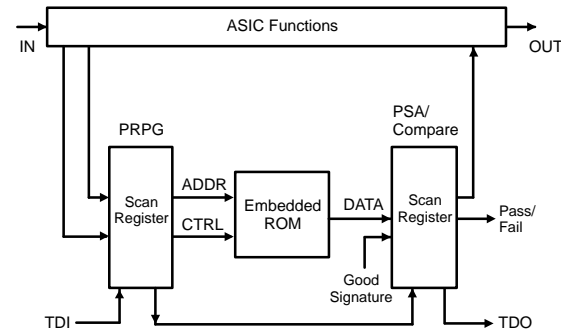 ASIC Functions
IN
OUT
PRPG
PSA/
Compare
Scan
Register
ADDR
CTRL
Embedded
ROM
DATA
Scan
Register
Pass/
Fail
Good
Signature
TDI
TDO